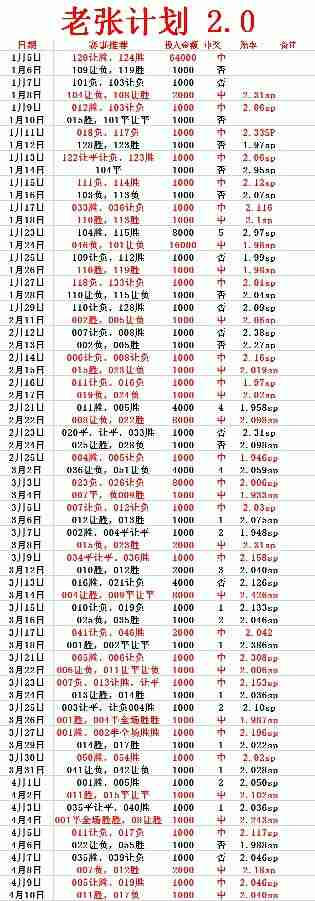 老张计划 2.0
日期 赛事推荐 投入金额 中奖 赔率 备注
1月5日 120让胜，124胜 64000 中
1月6日 109让负，119胜 1000 否
1月7日 101负，103让负 1000 否
1月8日 104让负，108让胜 2000 中 2.31sp
1月9日 012胜，103让负 1000 中 2.86sp
1月10日 015胜，101平让平 1000 否
1月11日 018负，117负 1000 中 2.33SP
1月12日 128胜，123胜 1000 否 1.97sp
1月13日 122让平让负，123胜 1000 中 2.06sp
1月14日 104平 1000 否 2.95sp
1月15日 111负，114胜 1000 中 2.12sp
1月16日 103负，113负 1000 否 2.07sp
1月17日 033胜，036让负 1000 中 2.116
1月18日 110胜，113胜 1000 中 2.1sp
1月23日 104胜，115胜 8000 5 2.97sp
1月24日 046负，101让负 16000 中 1.98sp
1月25日 109让负，112胜 1000 否 1.99sp
1月26日 110胜，119胜 1000 中 1.96sp
1月27日 118负，133让负 1000 中 2.01sp
1月28日 110让负，115让负 1000 否 2.04sp
1月29日 110让负，128胜 1000 否 2.09sp
2月11日 002胜，005让负 1000 中 2.06sp
2月12日 007让负，008胜 1000 否 2.38sp
2月13日 002负，005胜 1000 否 2.27sp
2月14日 006让负，008让负 1000 中 2.16sp
2月15日 015胜，023让负 1000 中 2.019sp
2月16日 011让负，016负 1000 中 1.97sp
2月17日 019负，024负 1000 中 2.02sp
2月21日 011胜，005胜 4000 4 1.958sp
2月22日 008让负，022胜 8000 中 2.098sp
2月23日 020平、让平，033胜 1000 否 2.31sp
2月24日 025让胜，028负 1000 否 2.098sp
2月25日 004胜，005让负 1000 中 1.946sp
3月2日 036让负，051让负 4000 4 2.059sp
3月3日 023负，026让负 8000 中 2.006sp
3月4日 007平，负009胜 1000 中 1.933sp
3月5日 007让负，012让负 1000 中 2.03sp
3月6日 012让胜，013胜 1000 1 2.075sp
3月7日 002胜，004平让平 1000 2 1.948sp
3月8日 015负，023胜 2000 中 2.31sp
3月9日 034平让平，036胜 1000 中 2.158sp
3月12日 010胜，012胜 2000 3 2.040sp
3月13日 016胜，021让负 4000 否 2.126sp
3月14日 004让胜，009平让平 8000 中 2.426sp
3月15日 010让负，019负 1000 1 2.133sp
3月16日 025负，035胜 1000 2 2.046sp
3月17日 041让负，046胜 2000 中 2.042
3月18日 001胜，002平让平 1000 1 2.386sp
3月21日 005胜，006让负 1000 中 2.308sp
3月22日 006让负，011平让负 1000 中 2.006sp
3月23日 007负，013让胜、让平 1000 中 2.153sp
3月24日 013让胜，014胜 1000 1 2.036sp
3月25日 003让平、让负004胜 1000 2 2.10sp
3月26日 001胜，004半全场胜胜 1000 中 1.987sp
3月27日 001胜，002半全场胜胜 1000 中 2.196sp
3月29日 014胜，017胜 1000 1 2.022sp
3月30日 050胜，054胜 1000 中 2.02sp
3月31日 041让负，042让负 1000 1 2.028sp
4月1日 001胜，005胜 1000 2 2.050sp
4月2日 011胜，015平让平 1000 中 2.102sp
4月3日 035平让平，040胜 1000 1 2.036sp
4月4日 001半全场胜胜，08让胜 1000 中 2.243sp
4月5日 011让负，017负 1000 中 2.117sp
4月6日 022让负，055胜 1000 否 1.988sp
4月7日 035胜，039让负 1000 否 2.046sp
4月8日 007负，012胜 2000 中 2.18sp
4月9日 005让胜，019胜 1000 中 2.046sp
4月10日 011胜，017让负 1000 中 2.040sp